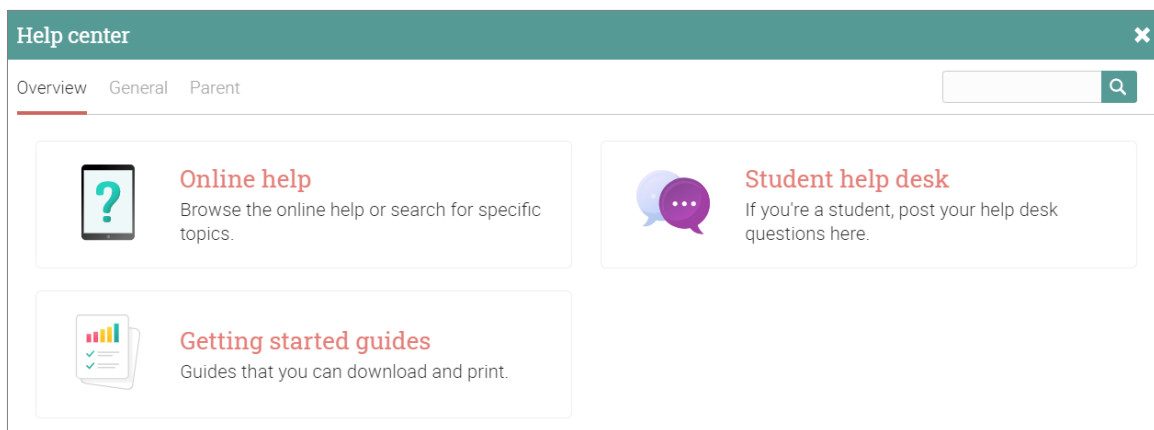 Help center
Overview General Parent
Online help
Browse the online help or search for specific
topics.
Student help desk
If you're a student, post your help desk
questions here.
Getting started guides
Guides that you can download and print.